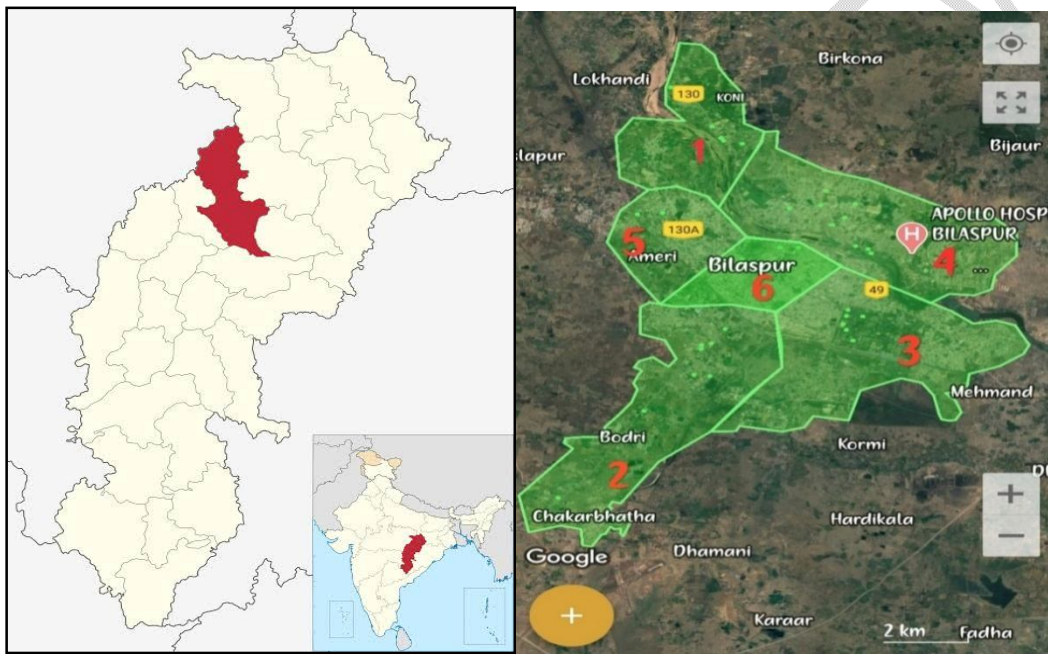 Birkona
Lokhandi
130
KONI
slapur
1
Bijaur
APOLLO HOSP
BILASPUR
5
130A
Ameri
Bilaspur
6
4
...
49
3
Mehmand
Bodri
Kormi
2
Chakarbhatha
Hardikala
Google
Dhamani
Karaar
2 km
Fadha